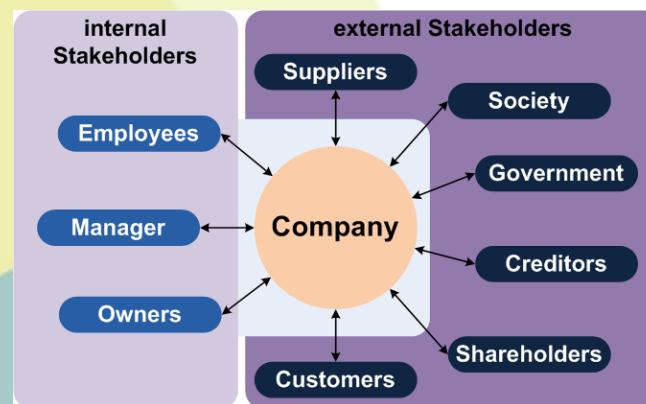 internal
Stakeholders
external Stakeholders
Suppliers
Society
Employees
Government
Manager
Company
Creditors
Owners
Shareholders
Customers